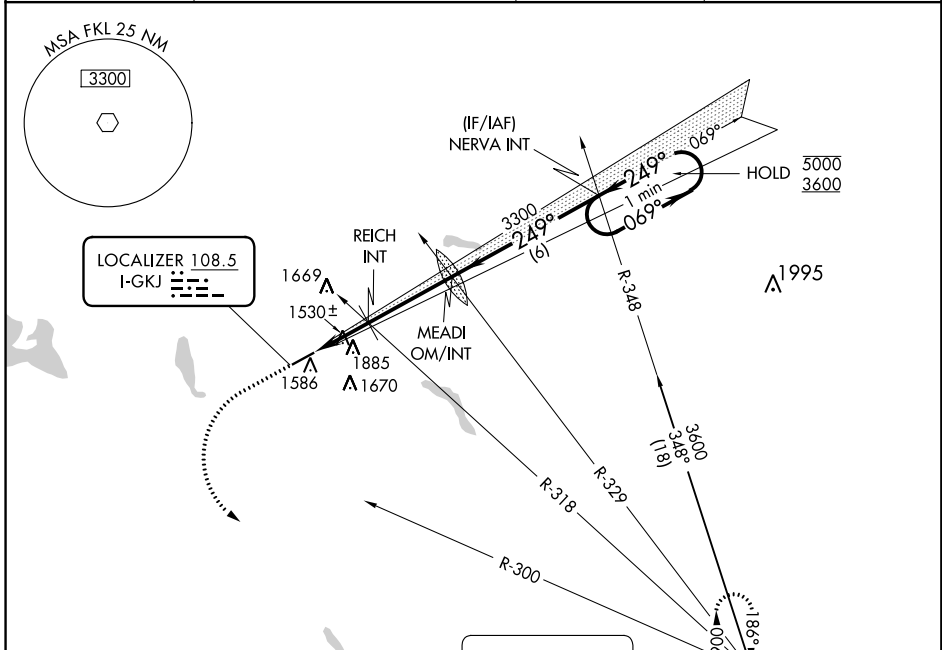 MSA FKL 25 NM
3300
(IF/IAF)
NERVA INT
069°
249°
1 min
069°
HOLD
5000
3600
3300
249°
(6)
REICH
INT
LOCALIZER 108.5
I-GKJ
1669
1530±
1885
1586
1670
MEADI
OM/INT
1995
R-348
3600
348°
(18)
R-329
R-318
R-300
186°